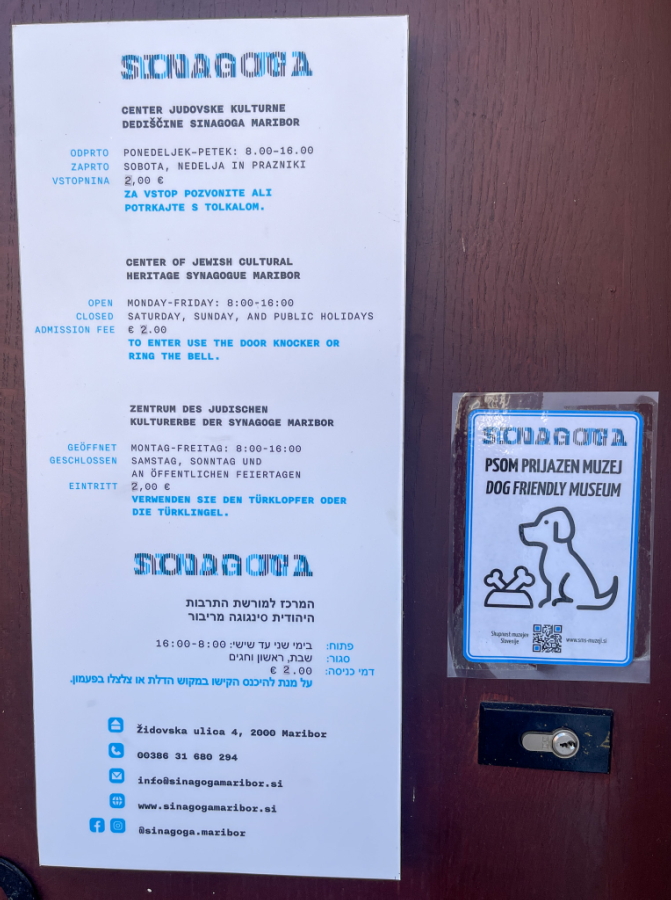 SINAGOGA
CENTER JUDOVSKE KULTURNE
DEDIŠČINE SINAGOGA MARIBOR
ODPRTO PONEDELJEK-PETEK: 8.00-16.00
ZAPRTO SOBOTA, NEDELJA IN PRAZNIKI
VSTOPNINA 2,00 €
ZA VSTOP POZVONITE ALI
POTRKAJTE S TOLKALOM.
CENTER OF JEWISH CULTURAL
HERITAGE SYNAGOGUE MARIBOR
OPEN MONDAY-FRIDAY: 8:00-16:00
CLOSED SATURDAY, SUNDAY, AND PUBLIC HOLIDAYS
ADMISSION FEE € 2.00
TO ENTER USE THE DOOR KNOCKER OR
RING THE BELL.
ZENTRUM DES JUDISCHEN
KULTURERBE DER SYNAGOGE MARIBOR
GEÖFFNET MONTAG-FREITAG: 8:00-16:00
GESCHLOSSEN SAMSTAG, SONNTAG UND
AN ÖFFENTLICHEN FEIERTAGEN
EINTRITT 2,00 €
VERWENDEN SIE DEN TÜRKLOPFER ODER
DIE TÜRKLINGEL.
SINAGOGA
המרכז למורשת התרבות
היהודית סינגוגה מריבור
פתוח: בימי שני עד שישי: 16:00-8:00
סגור: שבת, ראשון וחגים
דמי כניסה: 2.00 €
על מנת להיכנס הקישו במקוש הדלת או צלצלו בפעמון.
Židovska ulica 4, 2000 Maribor
00386 31 680 294
info@sinagogamaribor.si
www.sinagogamaribor.si
@sinagoga.maribor
SINAGOGA
PSOM PRIJAZEN MUZEJ
DOG FRIENDLY MUSEUM
Skupnost muzejev
Slovenije
www.sms-muzeji.si